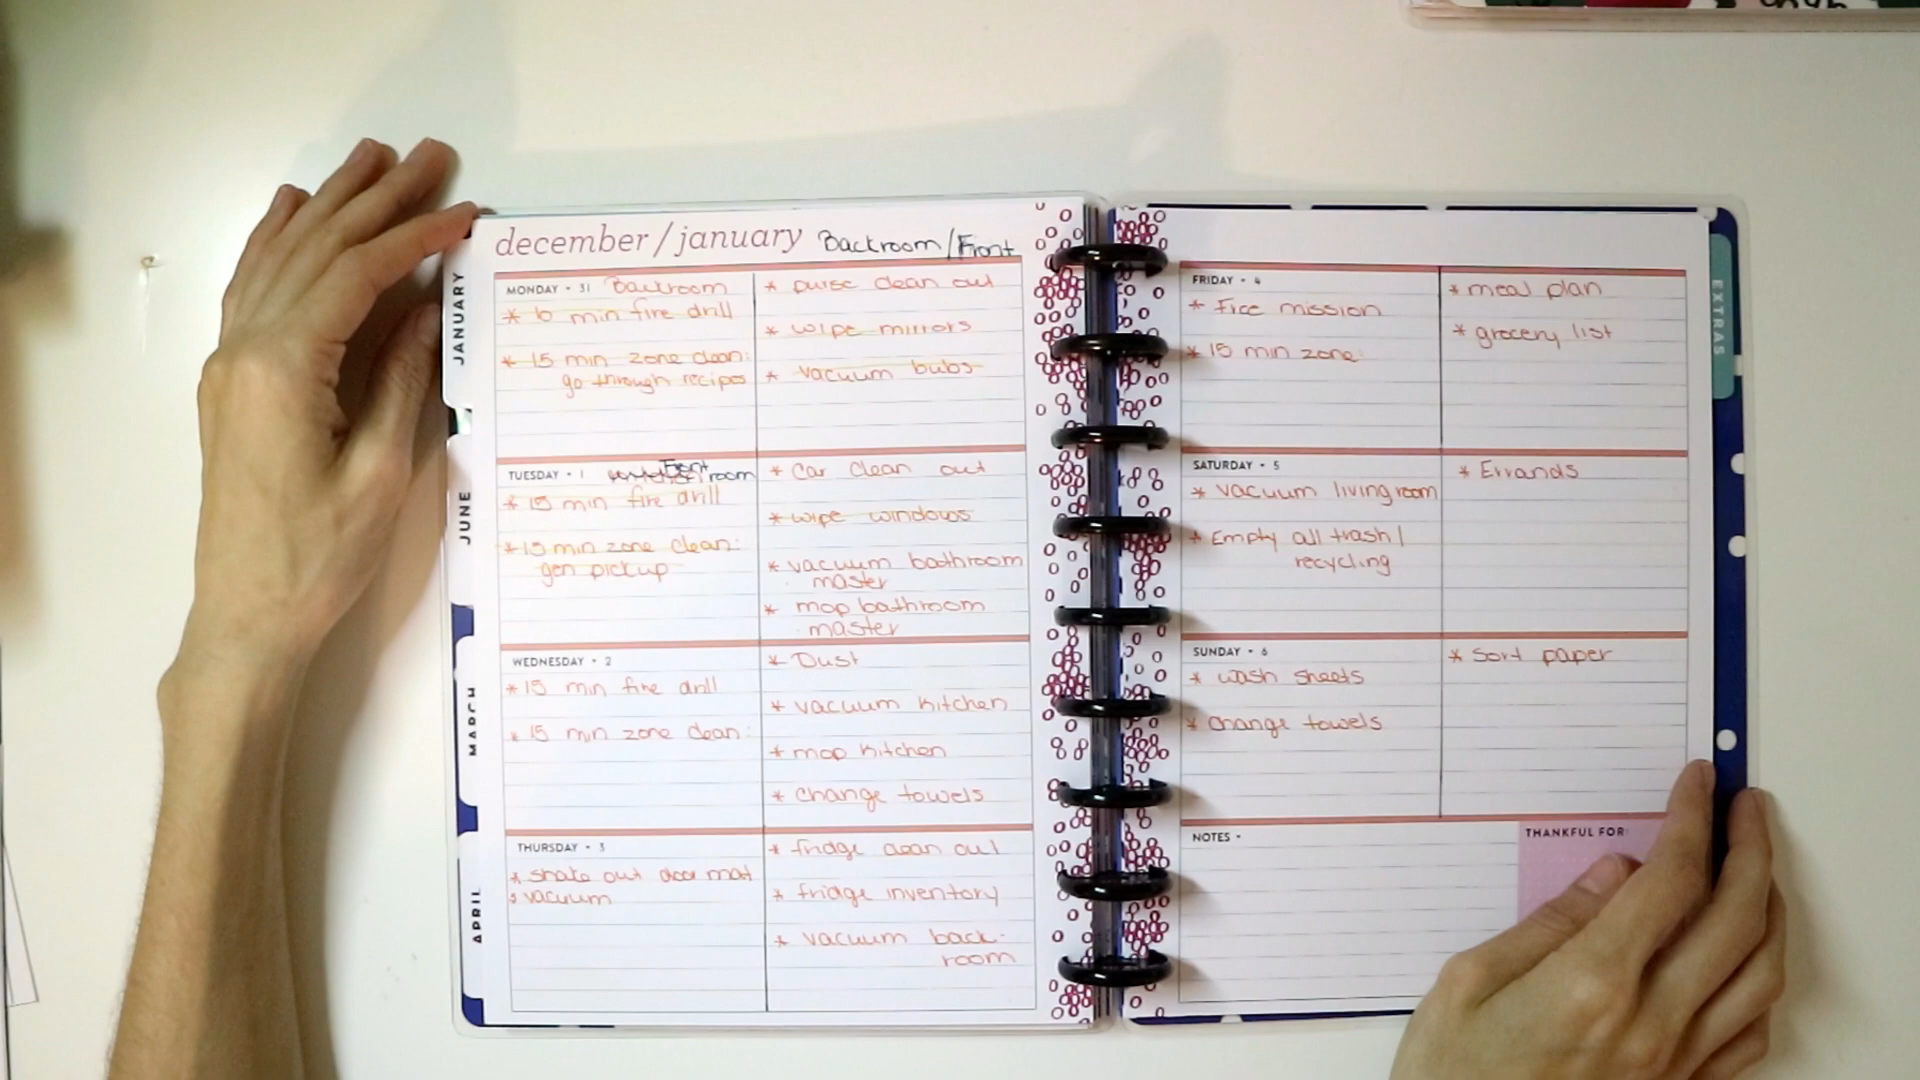 december / january Backroom/Front
MONDAY • 31 Backroom
* 6 min fire drill
* 15 min zone clean:
go through recipes
* purse clean out
* wipe mirrors
* vacuum bubs
TUESDAY • 1 Front room
* 15 min fire drill
* 15 min zone clean:
gen pickup
* Car clean out
* wipe windows
* vacuum bathroom
master
* mop bathroom
master
WEDNESDAY • 2
* 15 min fire drill
* 15 min zone clean:
* Dust
* vacuum kitchen
* mop kitchen
* change towels
THURSDAY • 3
* shake out door mat
& vacuum
* fridge clean out
* fridge inventory
* vacuum back-
room
FRIDAY • 4
* Fice mission
* 15 min zone:
* meal plan
* grocery list
SATURDAY • 5
* vacuum living room
* Empty all trash/
recycling
* Errands
SUNDAY • 6
* wash sheets
* change towels
* Sort paper
NOTES •
THANKFUL FOR:
JANUARY
JUNE
MARCH
APRIL
EXTRAS